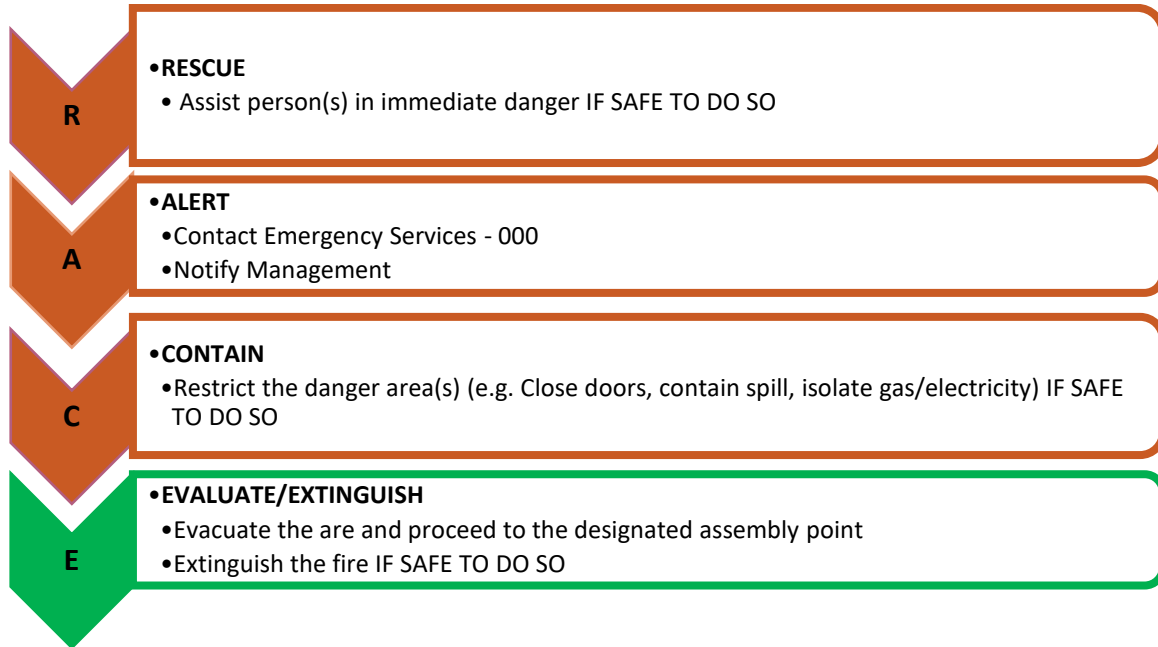 R
•RESCUE
• Assist person(s) in immediate danger IF SAFE TO DO SO
A
•ALERT
•Contact Emergency Services - 000
•Notify Management
C
•CONTAIN
•Restrict the danger area(s) (e.g. Close doors, contain spill, isolate gas/electricity) IF SAFE
TO DO SO
E
•EVALUATE/EXTINGUISH
•Evacuate the are and proceed to the designated assembly point
•Extinguish the fire IF SAFE TO DO SO